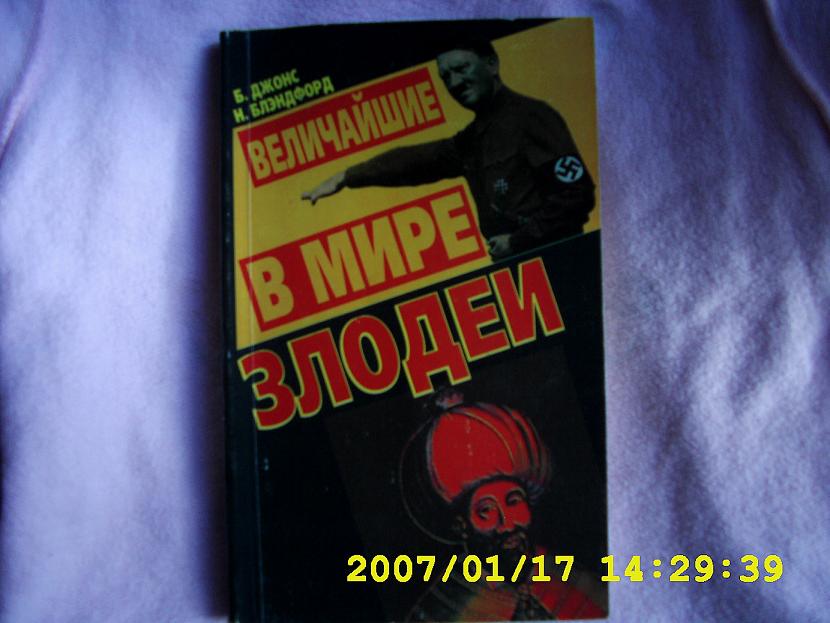 Б. ДЖОНС
Н. БЛЭНДФОРД
ВЕЛИЧАЙШИЕ
В МИРЕ
ЗЛОДЕИ
2007/01/17 14:29:39